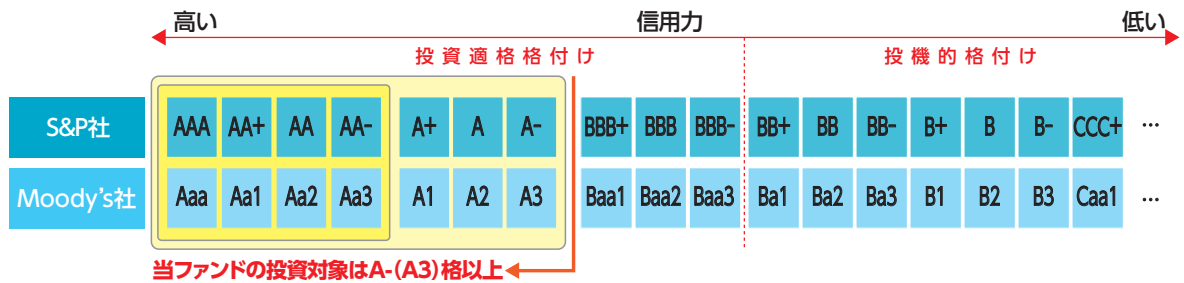 高い 信用力 低い
投資適格格付け 投機的格付け
S&P社 AAA AA+ AA AA- A+ A A- BBB+ BBB BBB- BB+ BB BB- B+ B B- CCC+ …
Moody's社 Aaa Aa1 Aa2 Aa3 A1 A2 A3 Baa1 Baa2 Baa3 Ba1 Ba2 Ba3 B1 B2 B3 Caa1 …
当ファンドの投資対象はA-(A3)格以上